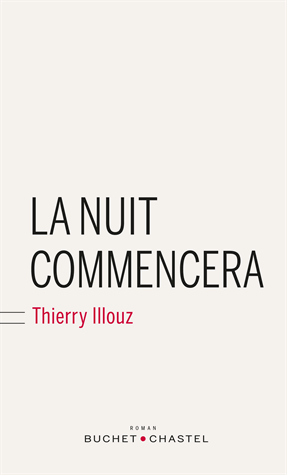 LA NUIT
COMMENCERA
Thierry Illouz
ROMAN
BUCHET • CHASTEL